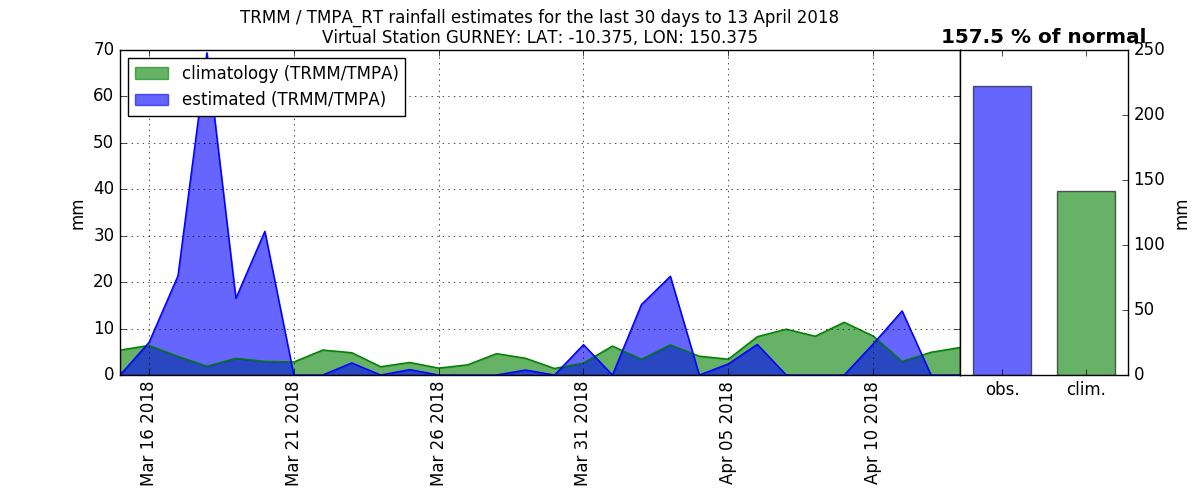 TRMM / TMPA_RT rainfall estimates for the last 30 days to 13 April 2018
Virtual Station GURNEY: LAT: -10.375, LON: 150.375
157.5 % of normal
climatology (TRMM/TMPA)
estimated (TRMM/TMPA)
70
60
50
40
30
20
10
0
mm
Mar 16 2018
Mar 21 2018
Mar 26 2018
Mar 31 2018
Apr 05 2018
Apr 10 2018
250
200
150
100
50
0
mm
obs.
clim.